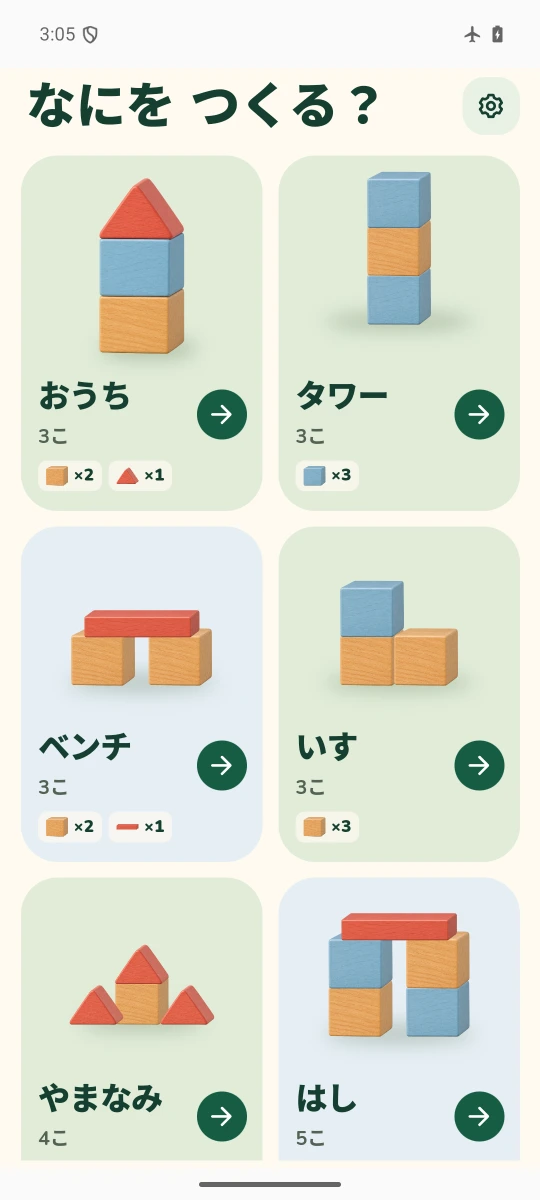 3:05
なにを つくる？
おうち
3こ
×2 ×1
タワー
3こ
×3
ベンチ
3こ
×2 ×1
いす
3こ
×3
やまなみ
4こ
はし
5こ